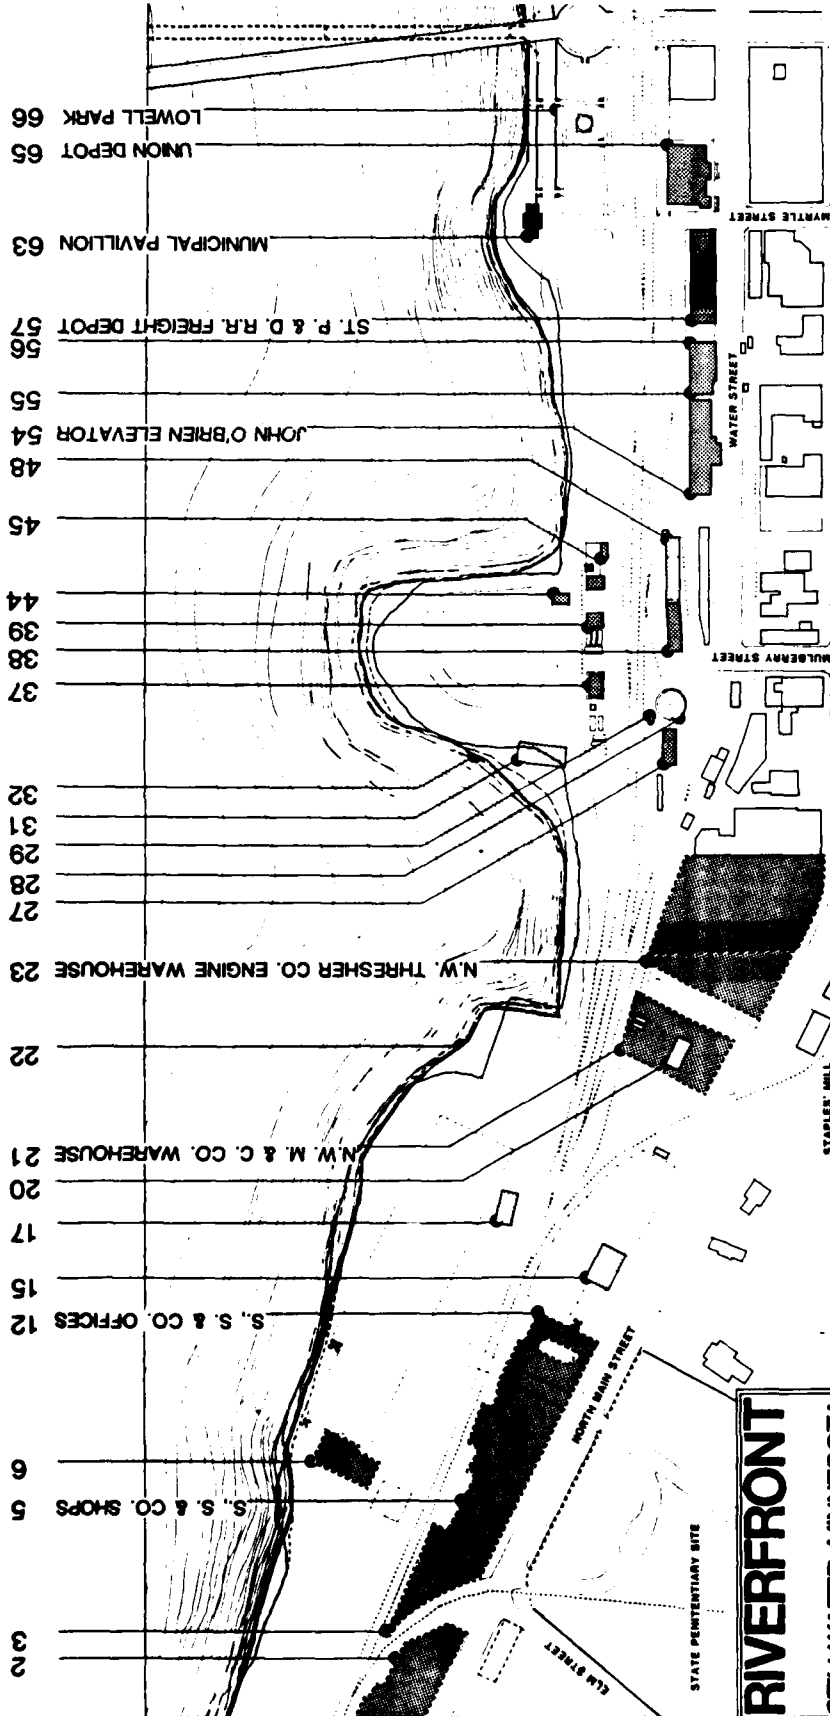 66 LOWELL PARK
65 UNION DEPOT
63 MUNICIPAL PAVILLION
57 ST. P. & D. R.R. FREIGHT DEPOT
56
55
54 JOHN O'BRIEN ELEVATOR
48
45
44
39
38
37
32
31
29
28
27
23 N.W. THRESHER CO. ENGINE WAREHOUSE
22
21 N.W. M. & C. CO. WAREHOUSE
20
17
15
12 S., S. & CO. OFFICES
6
5 S., S. & CO. SHOPS
3
2
MYRTLE STREET
WATER STREET
MULBERRY STREET
STAPLES' MILL
NORTH MAIN STREET
ELM STREET
STATE PENITENTIARY SITE
RIVERFRONT